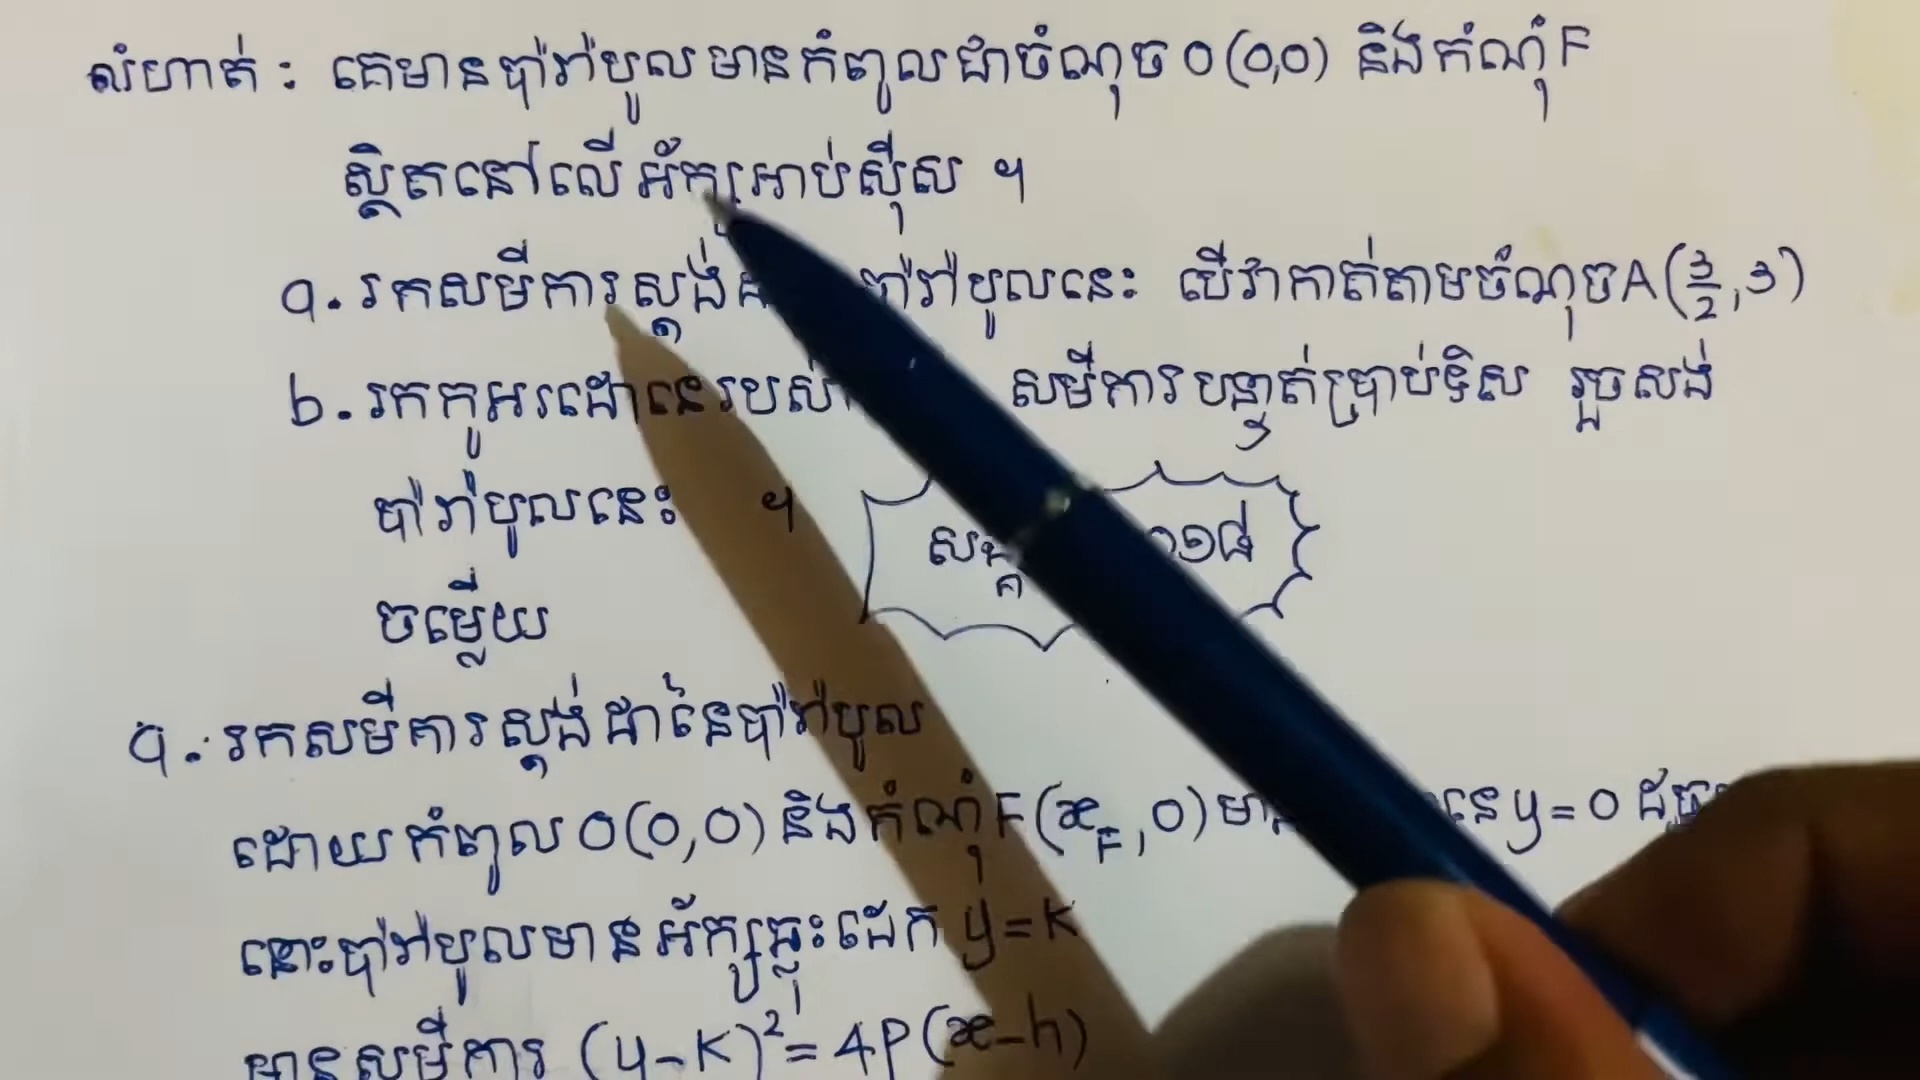 លំហាត់ : គេមានប៉ារ៉ាបូលមានកំពូលជាចំណុច O(0,0) និងកំណុំ F
ស្ថិតនៅលើអ័ក្សអាប់ស៊ីស ។
a. រកសមីការស្តង់ ប៉ារ៉ាបូលនេះ បើវាកាត់តាមចំណុច A(3/2, 3)
b. រកកូអរដោនេរបស់ សមីការបន្ទាត់ប្រាប់ទិស រួចសង់
ប៉ារ៉ាបូលនេះ ។
ចម្លើយ
a. រកសមីការស្តង់ដានៃប៉ារ៉ាបូល
ដោយកំពូល O(0,0) និងកំណុំ F(x_F, 0) មាន នេ y = 0 ដូច
នោះប៉ារ៉ាបូលមានអ័ក្សឆ្លុះដេក y = k
មានសមីការ (y-k)² = 4p(x-h)